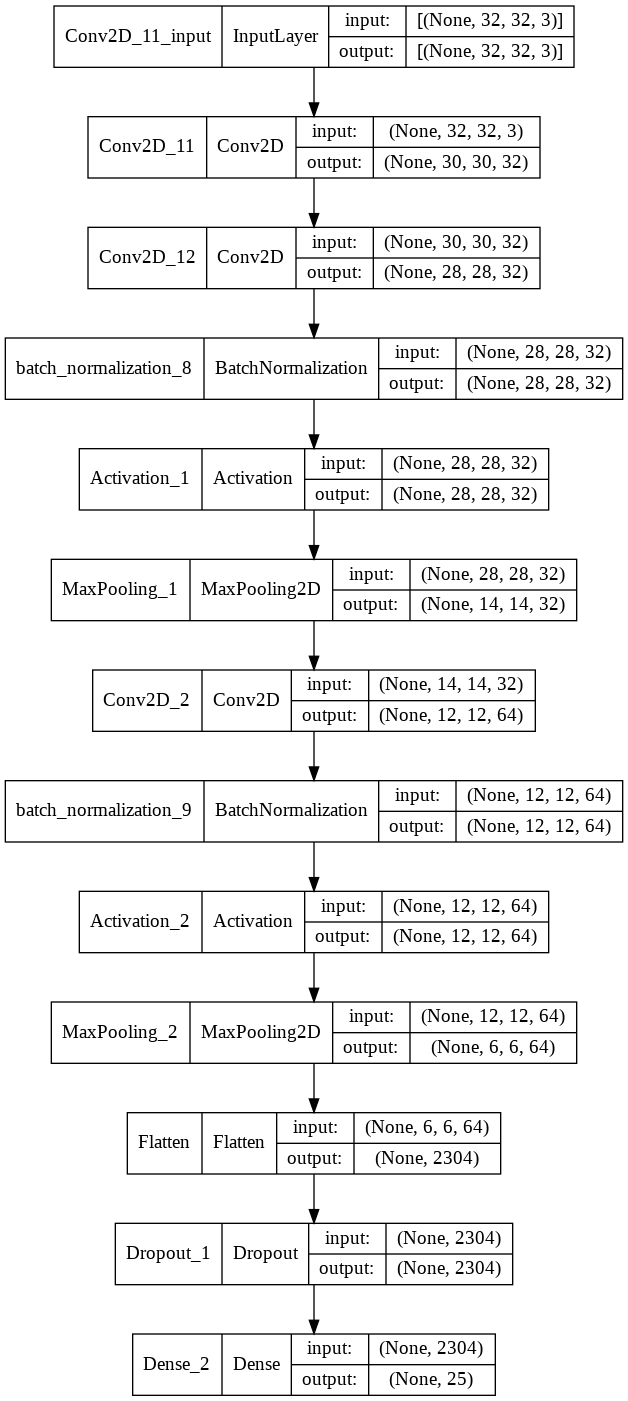 Conv2D_11_input InputLayer input: [(None, 32, 32, 3)]
output: [(None, 32, 32, 3)]
Conv2D_11 Conv2D input: (None, 32, 32, 3)
output: (None, 30, 30, 32)
Conv2D_12 Conv2D input: (None, 30, 30, 32)
output: (None, 28, 28, 32)
batch_normalization_8 BatchNormalization input: (None, 28, 28, 32)
output: (None, 28, 28, 32)
Activation_1 Activation input: (None, 28, 28, 32)
output: (None, 28, 28, 32)
MaxPooling_1 MaxPooling2D input: (None, 28, 28, 32)
output: (None, 14, 14, 32)
Conv2D_2 Conv2D input: (None, 14, 14, 32)
output: (None, 12, 12, 64)
batch_normalization_9 BatchNormalization input: (None, 12, 12, 64)
output: (None, 12, 12, 64)
Activation_2 Activation input: (None, 12, 12, 64)
output: (None, 12, 12, 64)
MaxPooling_2 MaxPooling2D input: (None, 12, 12, 64)
output: (None, 6, 6, 64)
Flatten Flatten input: (None, 6, 6, 64)
output: (None, 2304)
Dropout_1 Dropout input: (None, 2304)
output: (None, 2304)
Dense_2 Dense input: (None, 2304)
output: (None, 25)